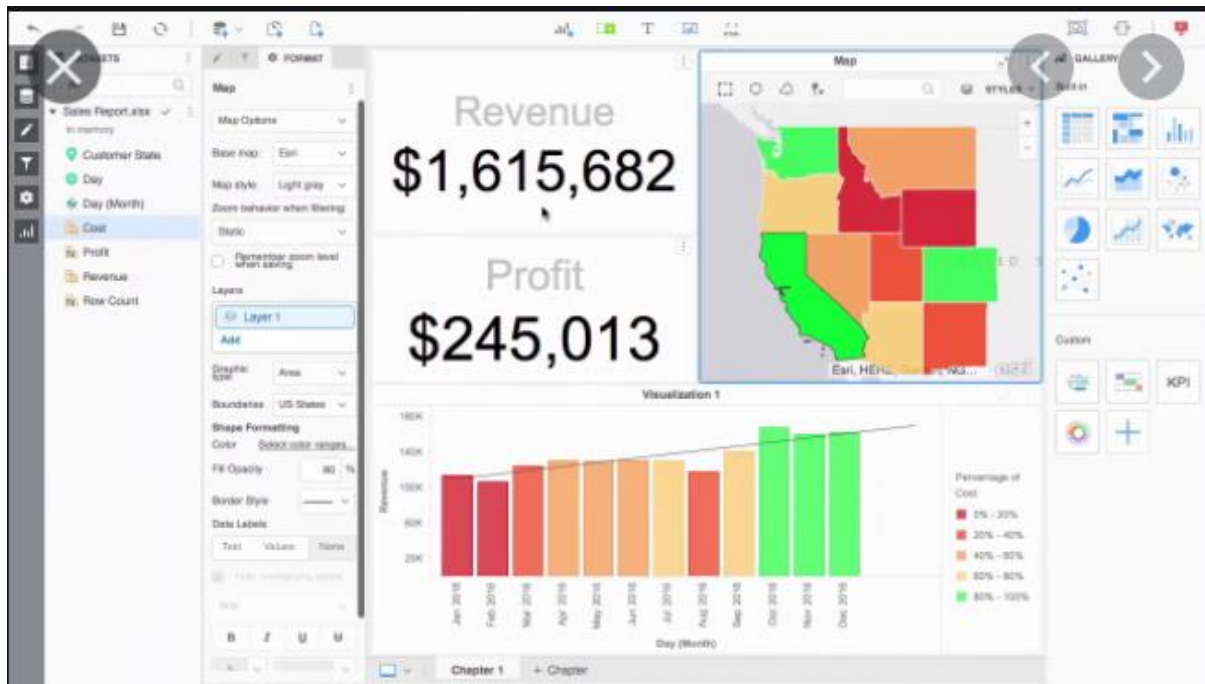 T
DATASETS
Sales Report.xlsx
In memory
Customer State
Day
Day (Month)
Cost
Profit
Revenue
Row Count
FORMAT
Map
Map Options
Base map: Esri
Map style: Light gray
Zoom behavior when filtering:
Static
Remember zoom level
when saving
Layers
Layer 1
Add
Graphic
type: Area
Boundaries US States
Shape Formatting
Color Select color ranges...
Fill Opacity 80 %
Border Style
Data Labels
Text Values None
B I U
Revenue
$1,615,682
Profit
$245,013
Map
STYLES
Esri, HERE,
Visualization 1
Revenue
180K
140K
100K
60K
20K
Jan 2016
Feb 2016
Mar 2016
Apr 2016
May 2016
Jun 2016
Jul 2016
Aug 2016
Sep 2016
Oct 2016
Nov 2016
Dec 2016
Day (Month)
Percentage of
Cost
0% - 20%
20% - 40%
40% - 60%
60% - 80%
80% - 100%
Chapter 1 + Chapter
GALLERY
Built-in
Custom
KPI